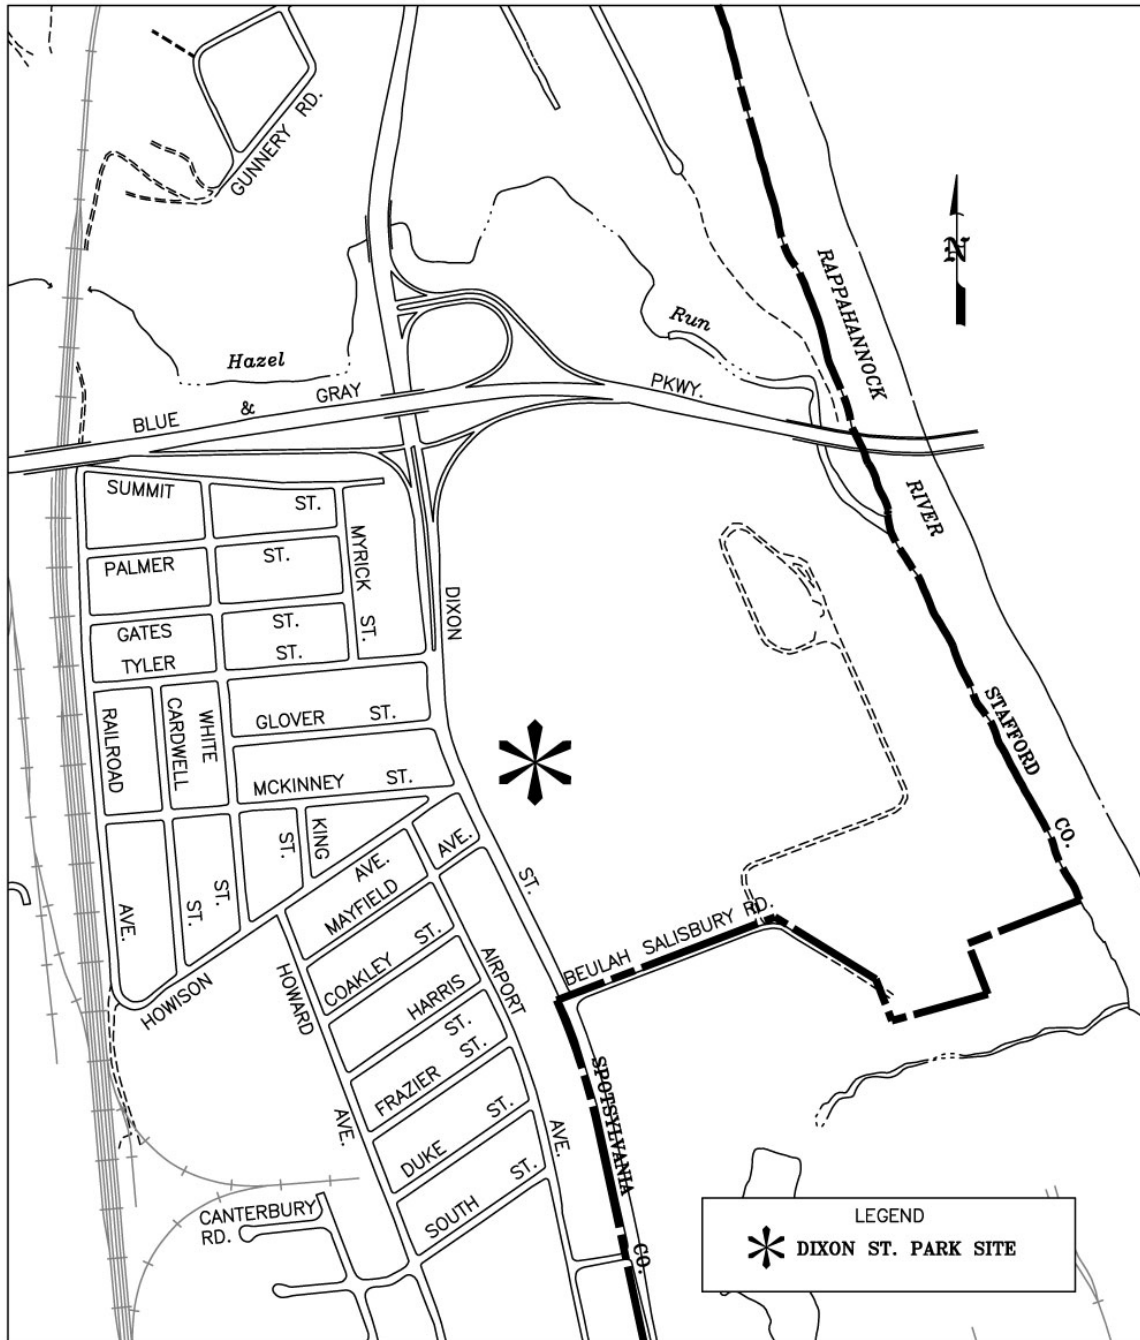 GUNNERY RD.
N
RAPPAHANNOCK
RIVER
Hazel
Run
BLUE & GRAY PKWY.
SUMMIT ST.
MYRICK ST.
PALMER ST.
DIXON ST.
GATES ST.
TYLER ST.
RAILROAD AVE.
CARDWELL ST.
WHITE ST.
GLOVER ST.
MCKINNEY ST.
KING ST.
STAFFORD CO.
MAYFIELD AVE.
AVE.
BEULAH SALISBURY RD.
HOWISON
HOWARD AVE.
COAKLEY ST.
AIRPORT AVE.
HARRIS ST.
FRAZIER ST.
SPOTSYLVANIA CO.
DUKE ST.
SOUTH ST.
CANTERBURY
RD.
LEGEND
DIXON ST. PARK SITE